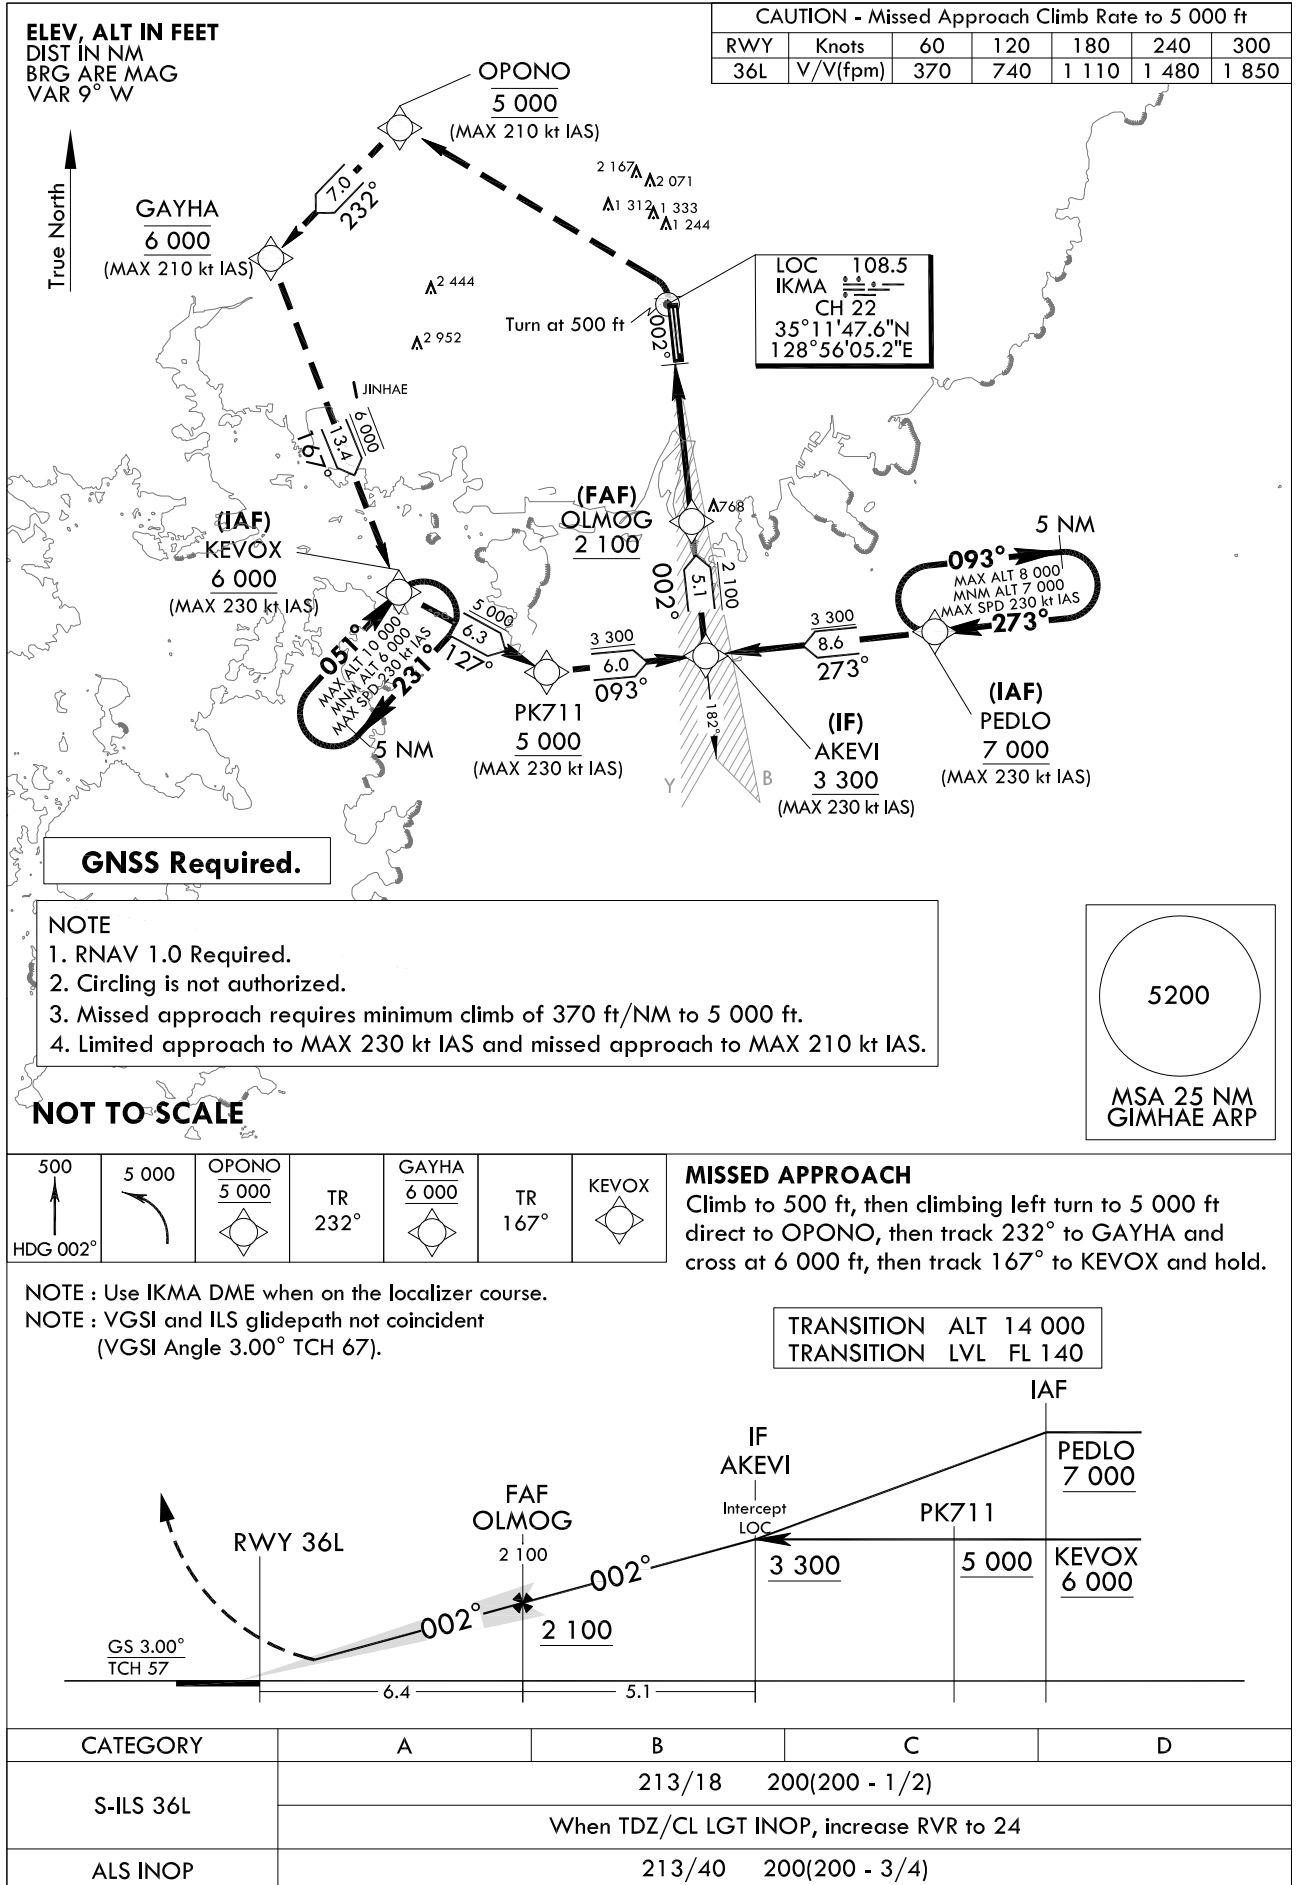 ELEV, ALT IN FEET
DIST IN NM
BRG ARE MAG
VAR 9° W
True North
CAUTION - Missed Approach Climb Rate to 5 000 ft
RWY Knots 60 120 180 240 300
36L V/V(fpm) 370 740 1 110 1 480 1 850
OPONO
5 000
(MAX 210 kt IAS)
7.0
232°
GAYHA
6 000
(MAX 210 kt IAS)
2 167
2 071
1 312
1 333
1 244
2 444
2 952
Turn at 500 ft
002°
LOC 108.5
IKMA
CH 22
35°11'47.6"N
128°56'05.2"E
JINHAE
6 000
13.4
167°
(IAF)
KEVOX
6 000
(MAX 230 kt IAS)
(FAF)
OLMOG
2 100
768
002°
5.1
2 100
5 NM
093°
MAX ALT 8 000
MNM ALT 7 000
MAX SPD 230 kt IAS
273°
051°
MAX ALT 10 000
MNM ALT 6 000
MAX SPD 230 kt IAS
231°
5 NM
5 000
6.3
127°
3 300
6.0
093°
3 300
8.6
273°
PK711
5 000
(MAX 230 kt IAS)
182°
Y
B
(IF)
AKEVI
3 300
(MAX 230 kt IAS)
(IAF)
PEDLO
7 000
(MAX 230 kt IAS)
GNSS Required.
NOTE
1. RNAV 1.0 Required.
2. Circling is not authorized.
3. Missed approach requires minimum climb of 370 ft/NM to 5 000 ft.
4. Limited approach to MAX 230 kt IAS and missed approach to MAX 210 kt IAS.
5200
MSA 25 NM
GIMHAE ARP
NOT TO SCALE
500
HDG 002°
5 000
OPONO
5 000
TR
232°
GAYHA
6 000
TR
167°
KEVOX
MISSED APPROACH
Climb to 500 ft, then climbing left turn to 5 000 ft
direct to OPONO, then track 232° to GAYHA and
cross at 6 000 ft, then track 167° to KEVOX and hold.
NOTE : Use IKMA DME when on the localizer course.
NOTE : VGSI and ILS glidepath not coincident
(VGSI Angle 3.00° TCH 67).
TRANSITION ALT 14 000
TRANSITION LVL FL 140
IAF
PEDLO
7 000
IF
AKEVI
Intercept
LOC
3 300
PK711
5 000
KEVOX
6 000
FAF
OLMOG
2 100
002°
002°
2 100
RWY 36L
GS 3.00°
TCH 57
6.4
5.1
CATEGORY A B C D
S-ILS 36L
213/18 200(200 - 1/2)
When TDZ/CL LGT INOP, increase RVR to 24
ALS INOP
213/40 200(200 - 3/4)